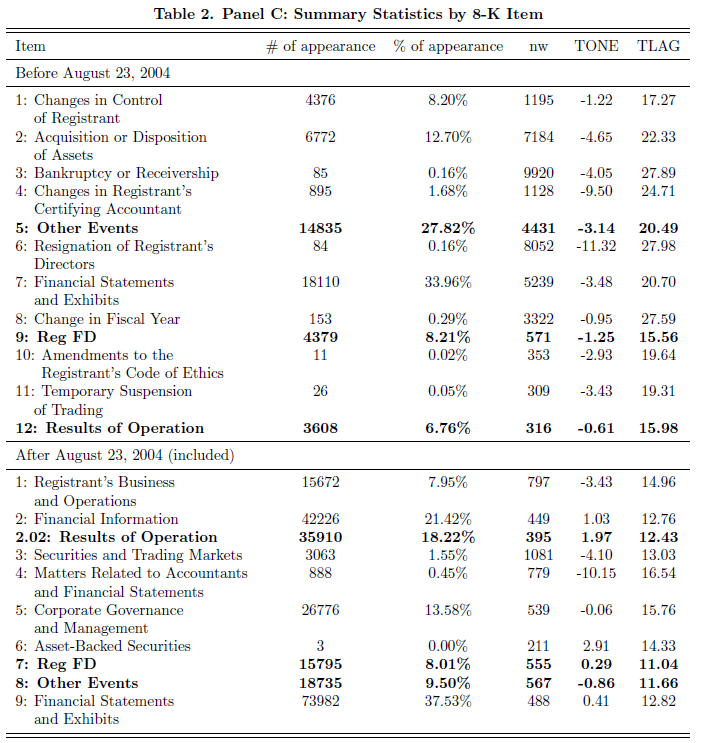 Table 2. Panel C: Summary Statistics by 8-K Item
Item # of appearance % of appearance nw TONE TLAG
Before August 23, 2004
1: Changes in Control 4376 8.20% 1195 -1.22 17.27
of Registrant
2: Acquisition or Disposition 6772 12.70% 7184 -4.65 22.33
of Assets
3: Bankruptcy or Receivership 85 0.16% 9920 -4.05 27.89
4: Changes in Registrant's 895 1.68% 1128 -9.50 24.71
Certifying Accountant
5: Other Events 14835 27.82% 4431 -3.14 20.49
6: Resignation of Registrant's 84 0.16% 8052 -11.32 27.98
Directors
7: Financial Statements 18110 33.96% 5239 -3.48 20.70
and Exhibits
8: Change in Fiscal Year 153 0.29% 3322 -0.95 27.59
9: Reg FD 4379 8.21% 571 -1.25 15.56
10: Amendments to the 11 0.02% 353 -2.93 19.64
Registrant's Code of Ethics
11: Temporary Suspension 26 0.05% 309 -3.43 19.31
of Trading
12: Results of Operation 3608 6.76% 316 -0.61 15.98
After August 23, 2004 (included)
1: Registrant's Business 15672 7.95% 797 -3.43 14.96
and Operations
2: Financial Information 42226 21.42% 449 1.03 12.76
2.02: Results of Operation 35910 18.22% 395 1.97 12.43
3: Securities and Trading Markets 3063 1.55% 1081 -4.10 13.03
4: Matters Related to Accountants 888 0.45% 779 -10.15 16.54
and Financial Statements
5: Corporate Governance 26776 13.58% 539 -0.06 15.76
and Management
6: Asset-Backed Securities 3 0.00% 211 2.91 14.33
7: Reg FD 15795 8.01% 555 0.29 11.04
8: Other Events 18735 9.50% 567 -0.86 11.66
9: Financial Statements 73982 37.53% 488 0.41 12.82
and Exhibits